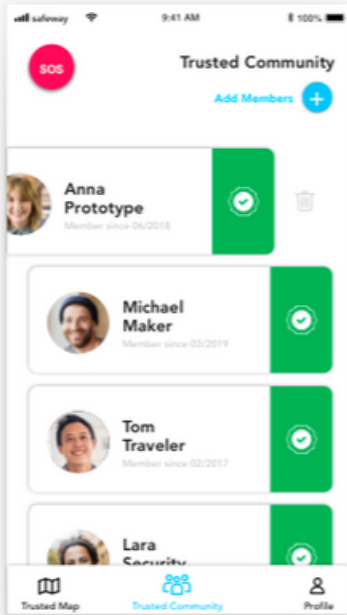 safeway 9:41 AM 100%
SOS
Trusted Community
Add Members +
Anna
Prototype
Member since 06/2018
Michael
Maker
Member since 03/2019
Tom
Traveler
Member since 02/2017
Lara
Security
Trusted Map Trusted Community Profile